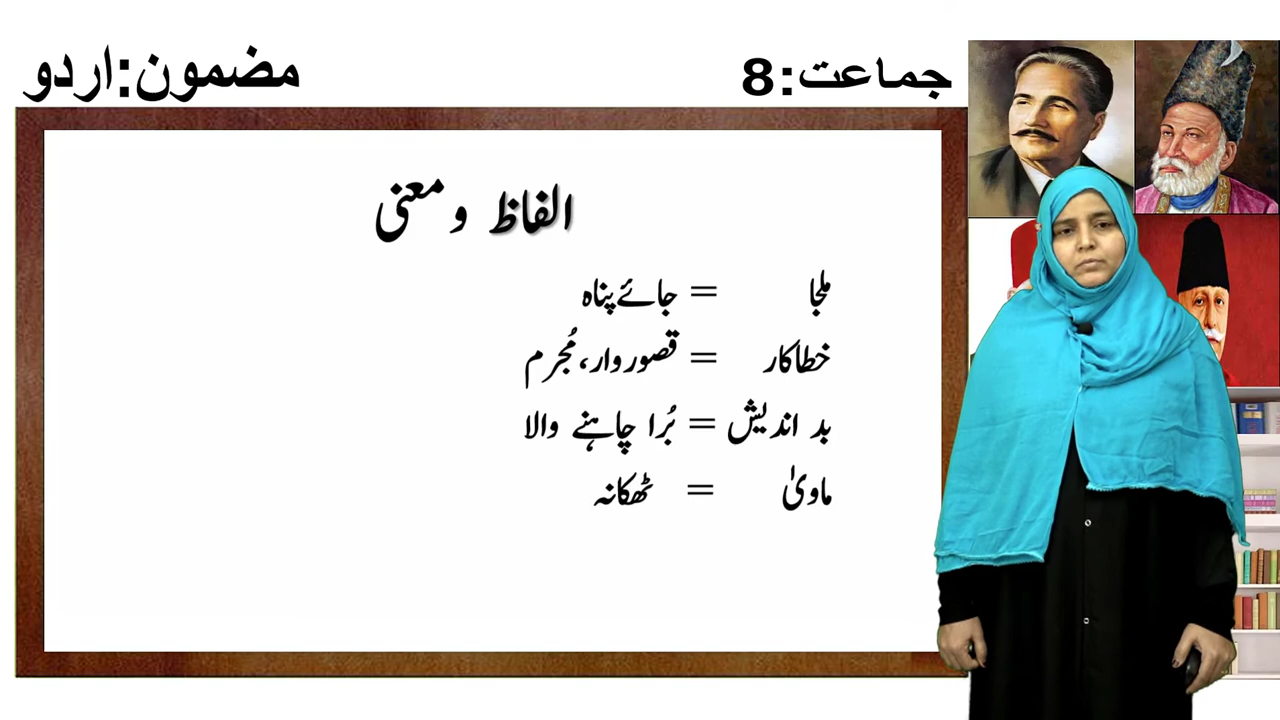 جماعت:8
مضمون:اردو
الفاظ و معنی
ملجا = جائے پناہ
خطاکار = قصوروار، مُجرم
بد اندیش = بُرا چاہنے والا
ماویٰ = ٹھکانہ